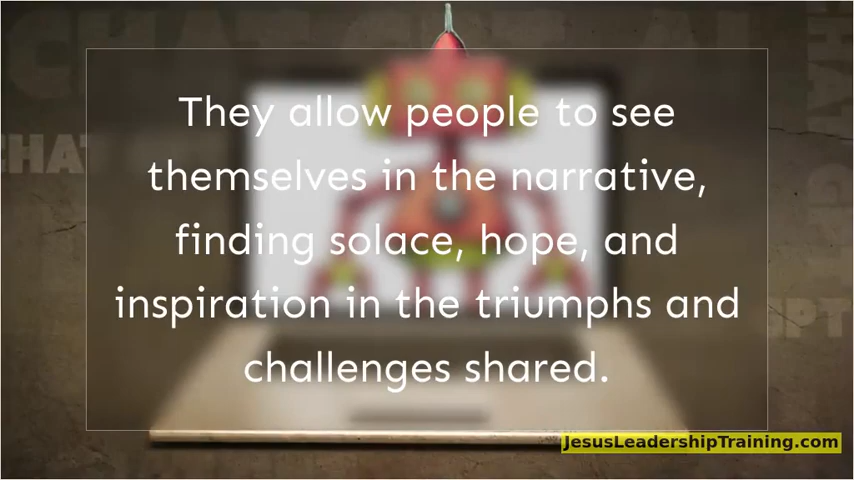 They allow people to see
themselves in the narrative,
finding solace, hope, and
inspiration in the triumphs and
challenges shared.
JesusLeadershipTraining.com